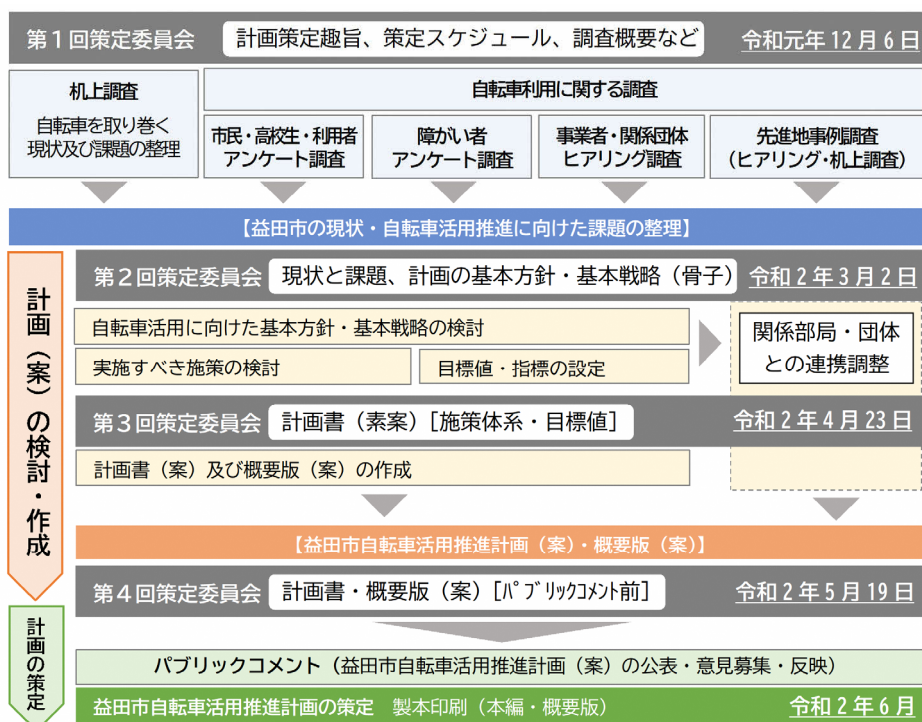 第1回策定委員会 計画策定趣旨、策定スケジュール、調査概要など 令和元年12月6日
机上調査
自転車を取り巻く
現状及び課題の整理
自転車利用に関する調査
市民・高校生・利用者
アンケート調査
障がい者
アンケート調査
事業者・関係団体
ヒアリング調査
先進地事例調査
(ヒアリング・机上調査)
【益田市の現状・自転車活用推進に向けた課題の整理】
計画(案)の検討・作成
第2回策定委員会 現状と課題、計画の基本方針・基本戦略(骨子) 令和2年3月2日
自転車活用に向けた基本方針・基本戦略の検討
実施すべき施策の検討
目標値・指標の設定
関係部局・団体
との連携調整
第3回策定委員会 計画書(素案)[施策体系・目標値] 令和2年4月23日
計画書(案)及び概要版(案)の作成
【益田市自転車活用推進計画(案)・概要版(案)】
第4回策定委員会 計画書・概要版(案)[パブリックコメント前] 令和2年5月19日
計画の策定
パブリックコメント(益田市自転車活用推進計画(案)の公表・意見募集・反映)
益田市自転車活用推進計画の策定 製本印刷(本編・概要版) 令和2年6月